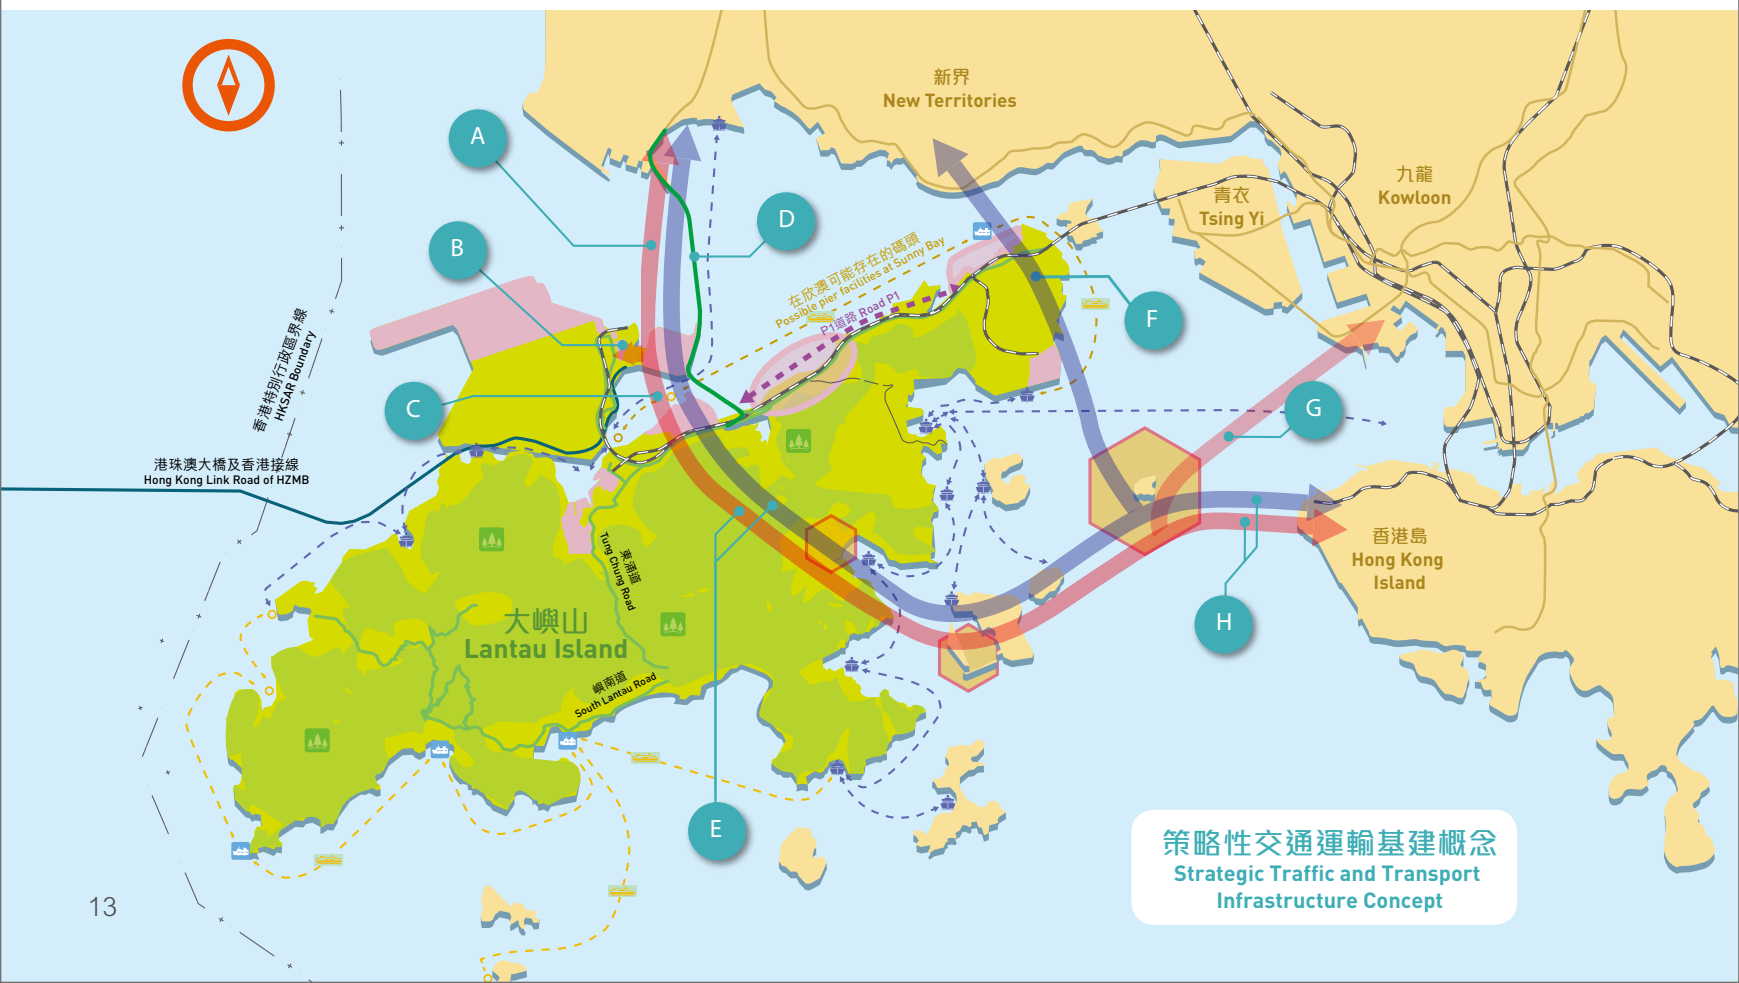 新界
New Territories
A
B
C
D
九龍
Kowloon
青衣
Tsing Yi
在欣澳可能存在的碼頭
Possible pier facilities at Sunny Bay
P1道路 Road P1
F
G
香港特別行政區界線
HKSAR Boundary
港珠澳大橋及香港接線
Hong Kong Link Road of HZMB
東涌道
Tung Chung Road
香港島
Hong Kong
Island
大嶼山
Lantau Island
H
嶼南道
South Lantau Road
E
策略性交通運輸基建概念
Strategic Traffic and Transport
Infrastructure Concept
13